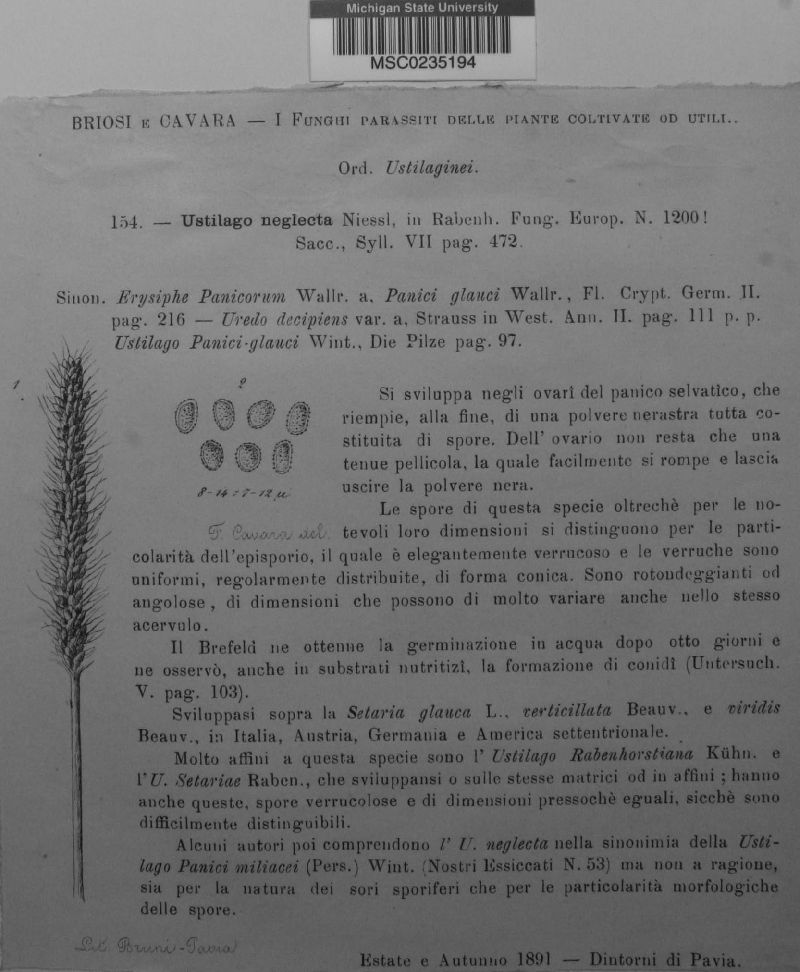 Michigan State University
MSC0235194
BRIOSI E CAVARA — I FUNGHI PARASSITI DELLE PIANTE COLTIVATE OD UTILI..
Ord. Ustilaginei.
154. — Ustilago neglecta Niessl, in Rabenh. Fung. Europ. N. 1200!
Sacc., Syll. VII pag. 472.
Sinon. Erysiphe Panicorum Wallr. a. Panici glauci Wallr., Fl. Crypt. Germ. II.
pag. 216 — Uredo decipiens var. a, Strauss in West. Ann. II. pag. 111 p. p.
Ustilago Panici-glauci Wint., Die Pilze pag. 97.
1.
2
8-14 = 7-12 µ.
F. Cavara del.
Si sviluppa negli ovarî del panico selvatico, che
riempie, alla fine, di una polvere nerastra tutta co-
stituita di spore. Dell' ovario non resta che una
tenue pellicola, la quale facilmente si rompe e lascia
uscire la polvere nera.
Le spore di questa specie oltrechè per le no-
tevoli loro dimensioni si distinguono per le parti-
colarità dell'episporio, il quale è elegantemente verrucoso e le verruche sono
uniformi, regolarmente distribuite, di forma conica. Sono rotondeggianti od
angolose, di dimensioni che possono di molto variare anche nello stesso
acervulo.
Il Brefeld ne ottenne la germinazione in acqua dopo otto giorni e
ne osservò, anche in substrati nutritizî, la formazione di conidî (Untersuch.
V. pag. 103).
Sviluppasi sopra la Setaria glauca L., verticillata Beauv., e viridis
Beauv., in Italia, Austria, Germania e America settentrionale.
Molto affini a questa specie sono l' Ustilago Rabenhorstiana Kühn. e
l'U. Setariae Raben., che sviluppansi o sulle stesse matrici od in affini; hanno
anche queste, spore verrucolose e di dimensioni pressochè eguali, sicchè sono
difficilmente distinguibili.
Alcuni autori poi comprendono l' U. neglecta nella sinonimia della Usti-
lago Panici miliacei (Pers.) Wint. (Nostri Essiccati N. 53) ma non a ragione,
sia per la natura dei sori sporiferi che per le particolarità morfologiche
delle spore.
Lit. Bruni-Pavia
Estate e Autunno 1891 — Dintorni di Pavia.